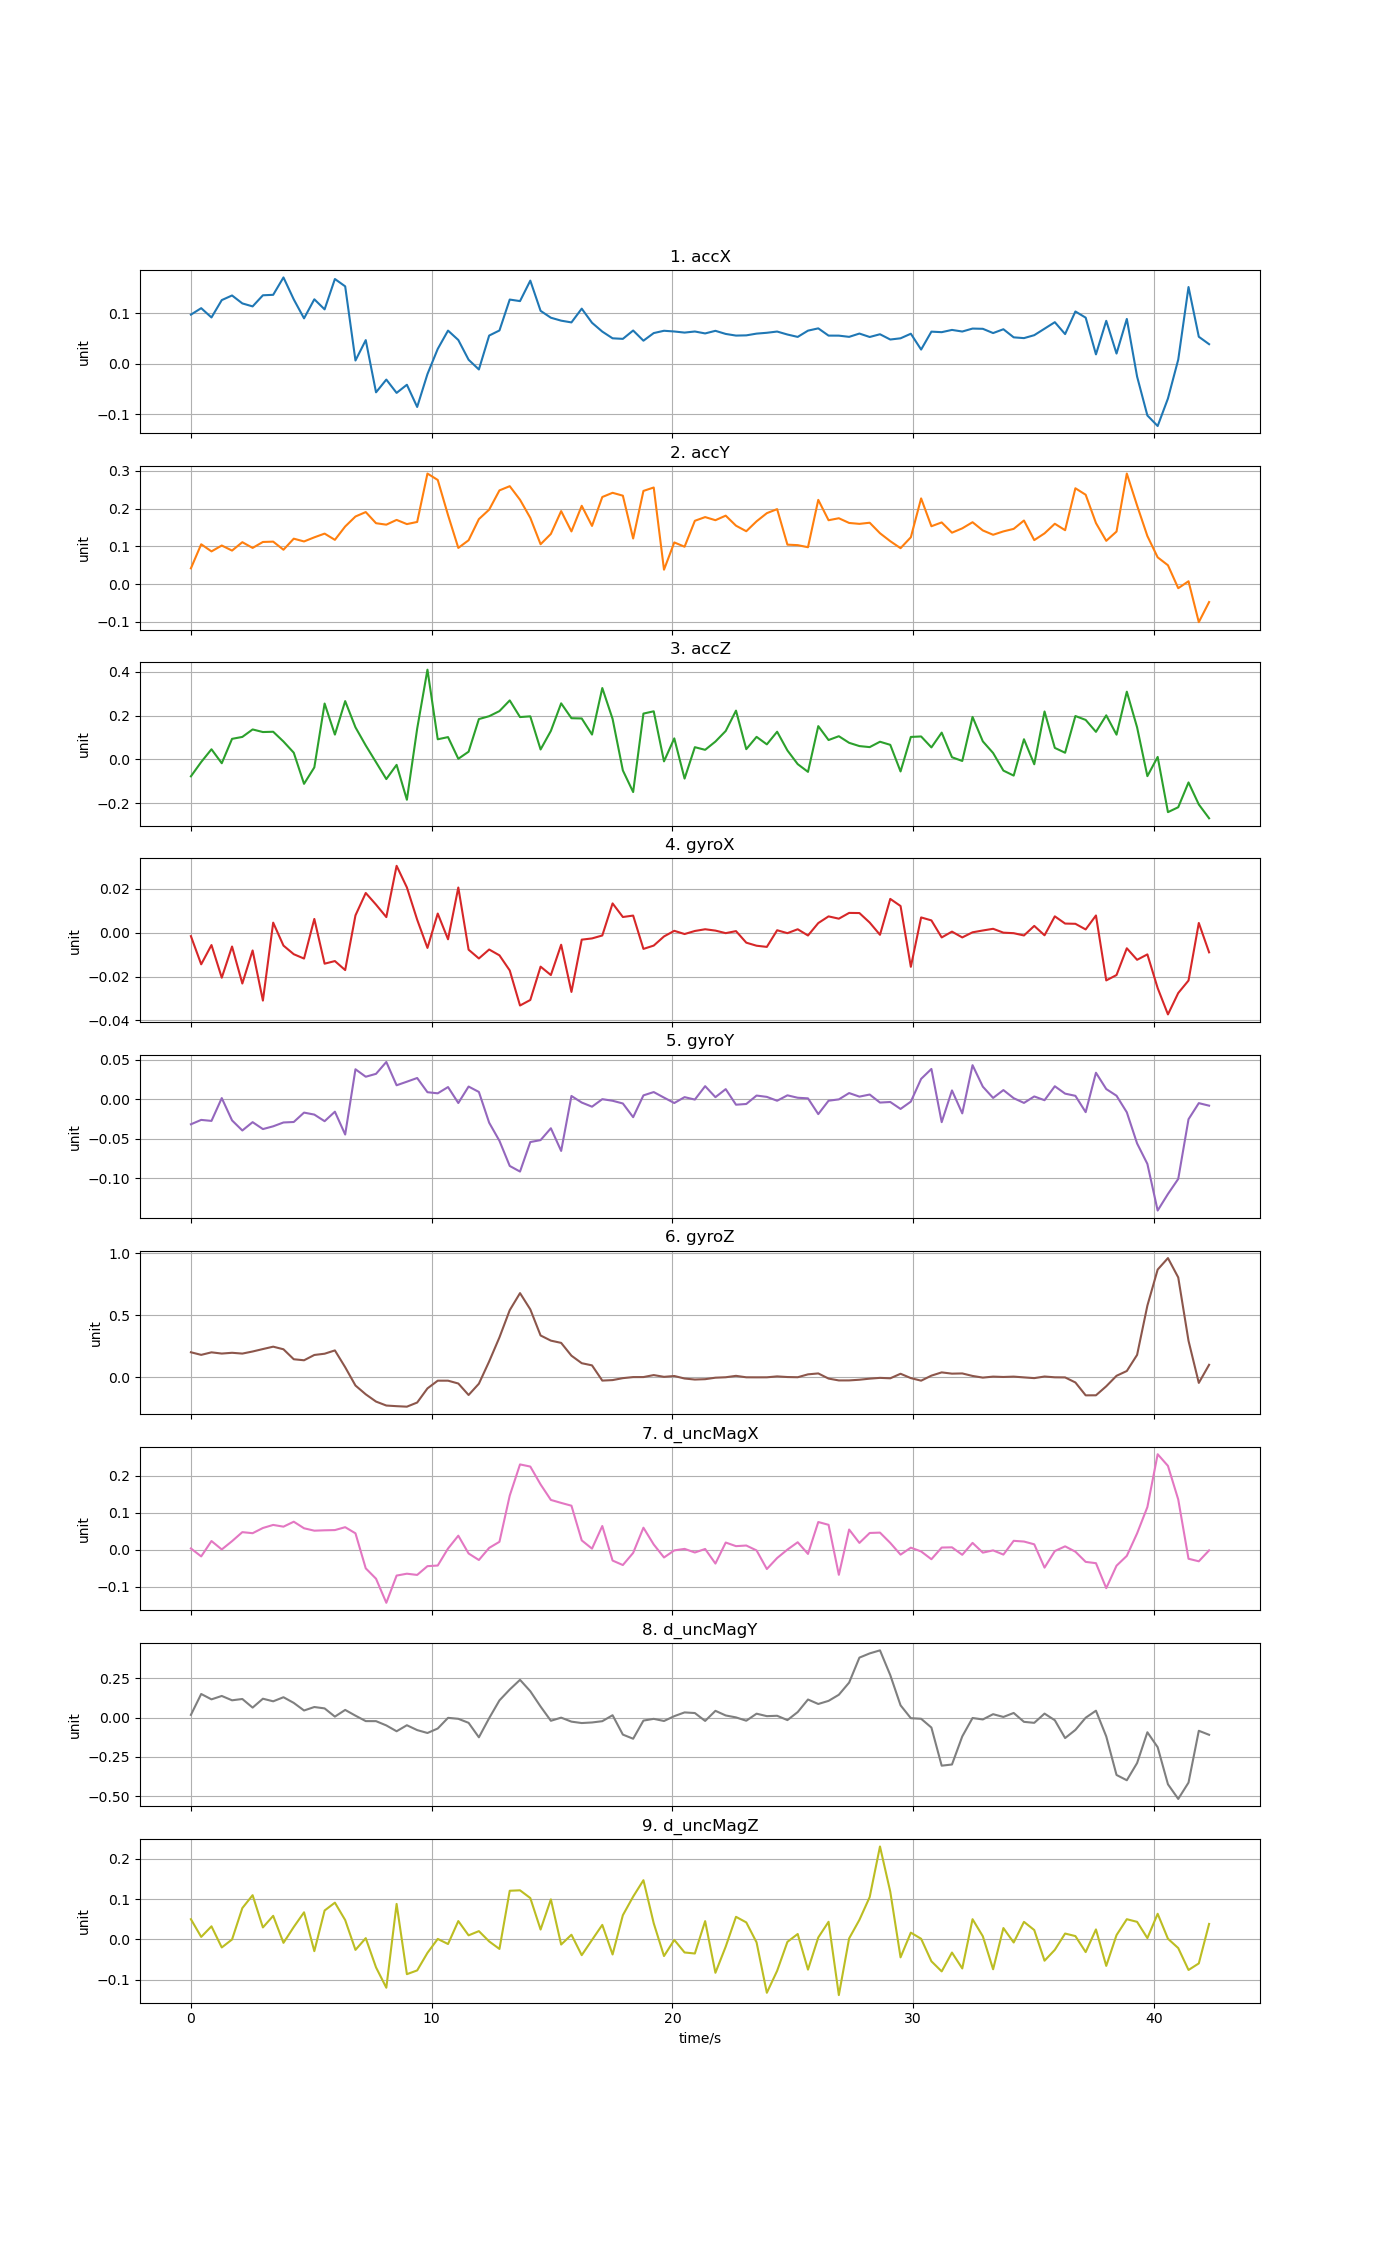 1. accX
0.1
0.0
−0.1
unit
2. accY
0.3
0.2
0.1
0.0
−0.1
unit
3. accZ
0.4
0.2
0.0
−0.2
unit
4. gyroX
0.02
0.00
−0.02
−0.04
unit
5. gyroY
0.05
0.00
−0.05
−0.10
unit
6. gyroZ
1.0
0.5
0.0
unit
7. d_uncMagX
0.2
0.1
0.0
−0.1
unit
8. d_uncMagY
0.25
0.00
−0.25
−0.50
unit
9. d_uncMagZ
0.2
0.1
0.0
−0.1
unit
0 10 20 30 40
time/s